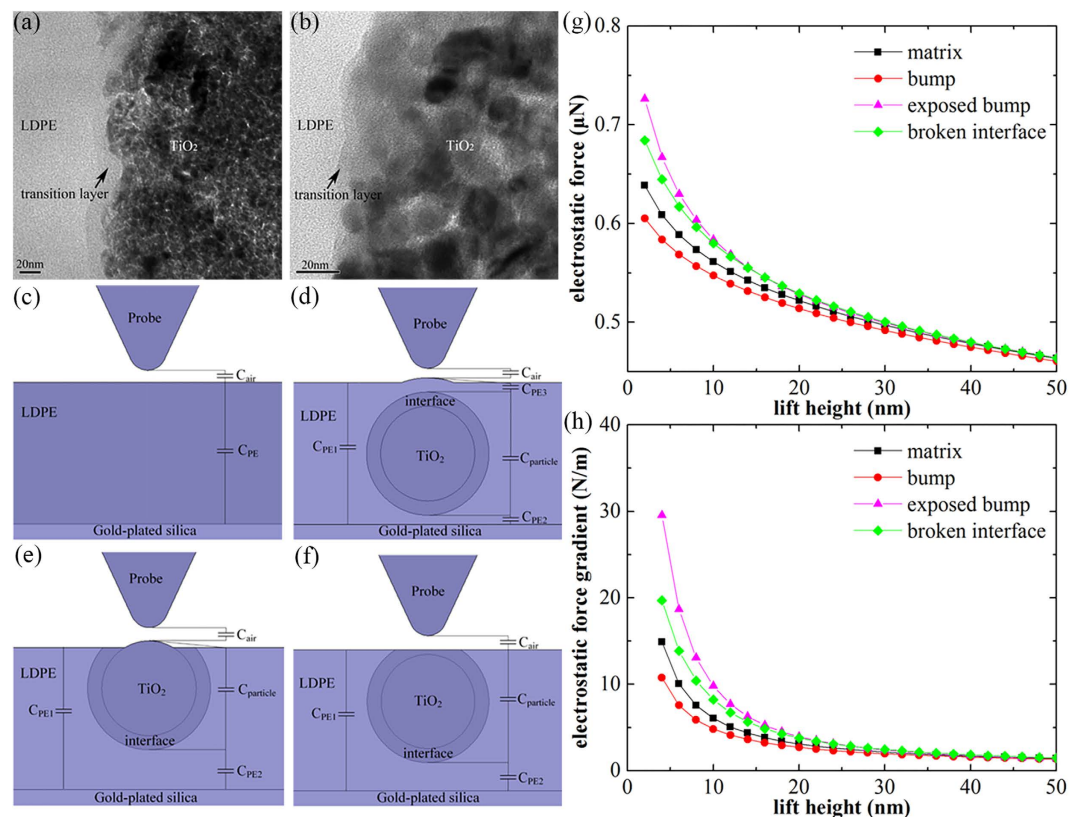 (a)
LDPE
TiO₂
transition layer
20nm
(b)
LDPE
TiO₂
transition layer
20nm
(c)
Probe
Cair
LDPE
CPE
Gold-plated silica
(d)
Probe
Cair
CPE3
interface
LDPE
CPE1
TiO₂
Cparticle
CPE2
Gold-plated silica
(e)
Probe
Cair
LDPE
TiO₂
Cparticle
CPE1
interface
CPE2
Gold-plated silica
(f)
Probe
Cair
LDPE
TiO₂
Cparticle
CPE1
interface
CPE2
Gold-plated silica
(g)
electrostatic force (μN)
0.8
0.7
0.6
0.5
matrix
bump
exposed bump
broken interface
0 10 20 30 40 50
lift height (nm)
(h)
electrostatic force gradient (N/m)
40
30
20
10
0
matrix
bump
exposed bump
broken interface
0 10 20 30 40 50
lift height (nm)